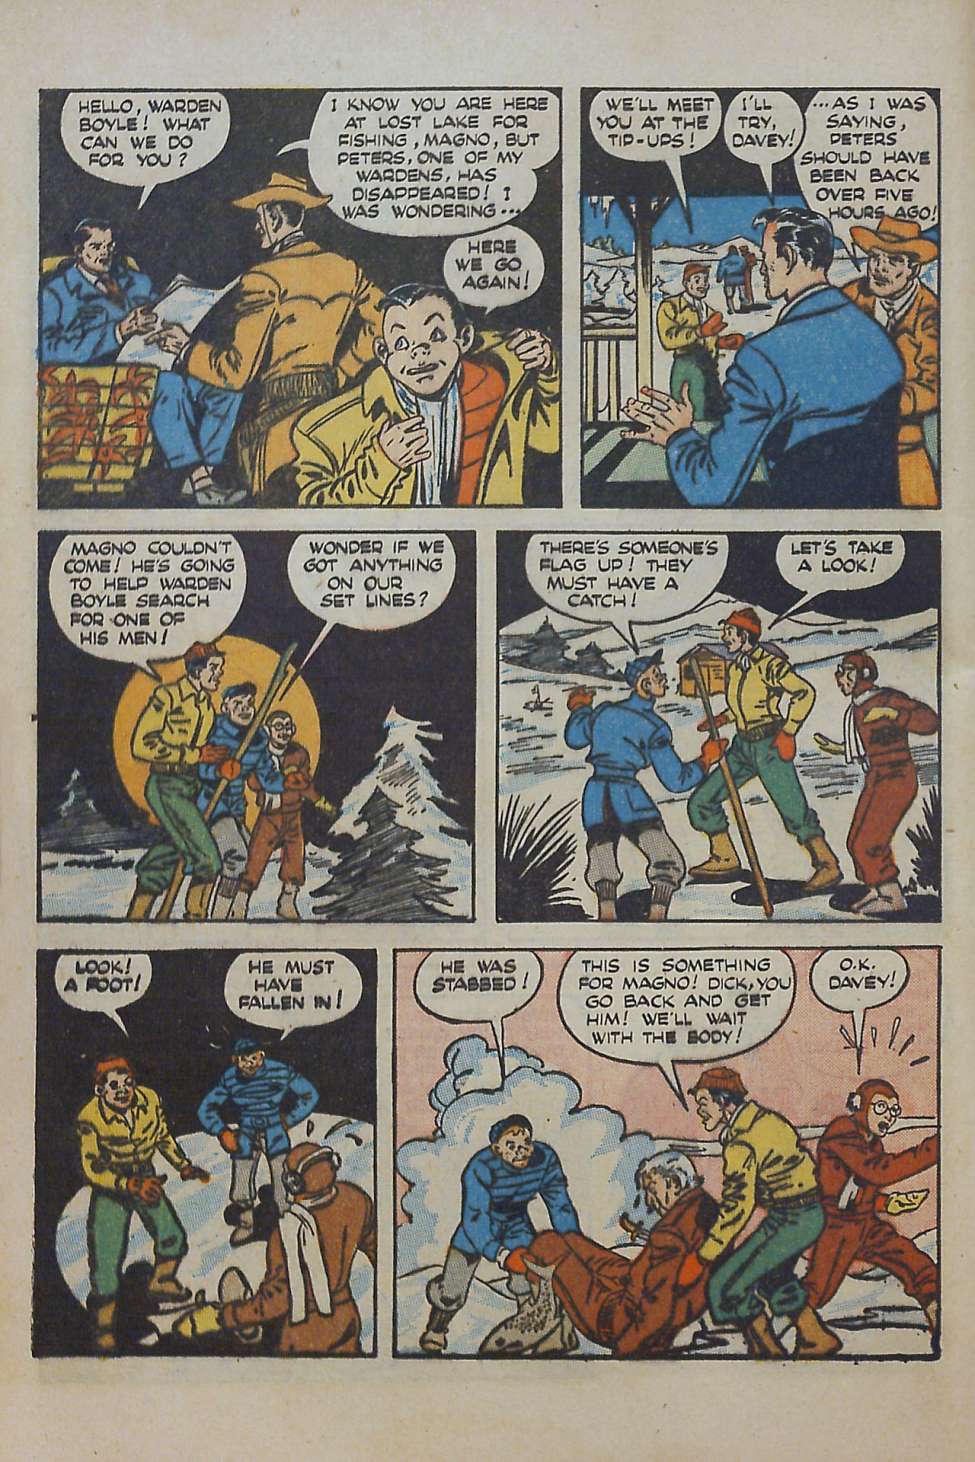 HELLO, WARDEN
BOYLE! WHAT
CAN WE DO
FOR YOU?
I KNOW YOU ARE HERE
AT LOST LAKE FOR
FISHING, MAGNO, BUT
PETERS, ONE OF MY
WARDENS, HAS
DISAPPEARED! I
WAS WONDERING...
HERE
WE GO
AGAIN!
WE'LL MEET
YOU AT THE
TIP-UPS!
I'LL
TRY,
DAVEY!
...AS I WAS
SAYING,
PETERS
SHOULD HAVE
BEEN BACK
OVER FIVE
HOURS AGO!
MAGNO COULDN'T
COME! HE'S GOING
TO HELP WARDEN
BOYLE SEARCH
FOR ONE OF
HIS MEN!
WONDER IF WE
GOT ANYTHING
ON OUR
SET LINES?
THERE'S SOMEONE'S
FLAG UP! THEY
MUST HAVE A
CATCH!
LET'S TAKE
A LOOK!
LOOK!
A FOOT!
HE MUST
HAVE
FALLEN IN!
HE WAS
STABBED!
THIS IS SOMETHING
FOR MAGNO! DICK, YOU
GO BACK AND GET
HIM! WE'LL WAIT
WITH THE BODY!
O.K.
DAVEY!